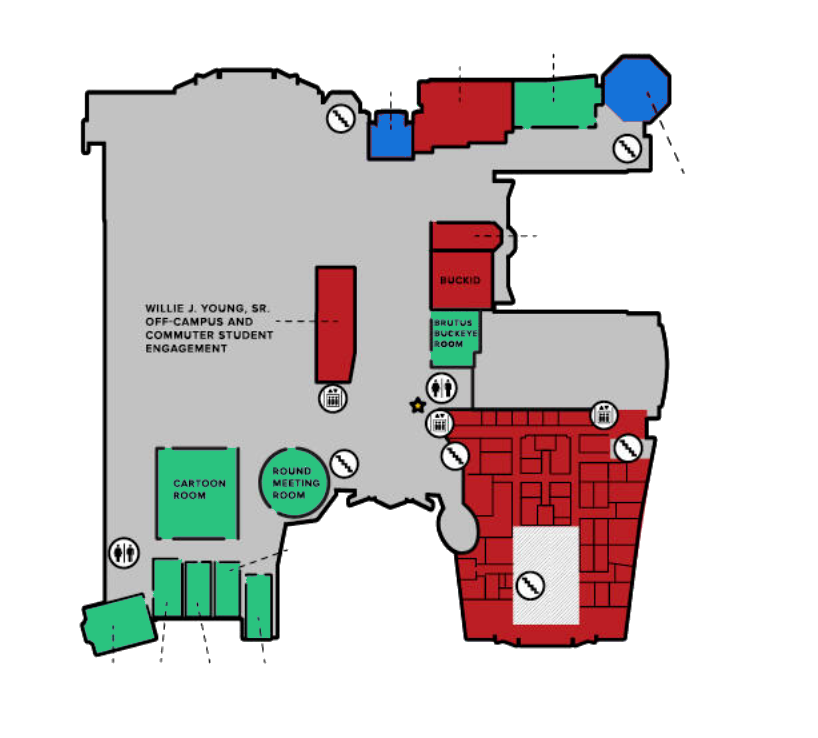 BUCKID
WILLIE J. YOUNG, SR.
OFF-CAMPUS AND
COMMUTER STUDENT
ENGAGEMENT
BRUTUS
BUCKEYE
ROOM
CARTOON
ROOM
ROUND
MEETING
ROOM